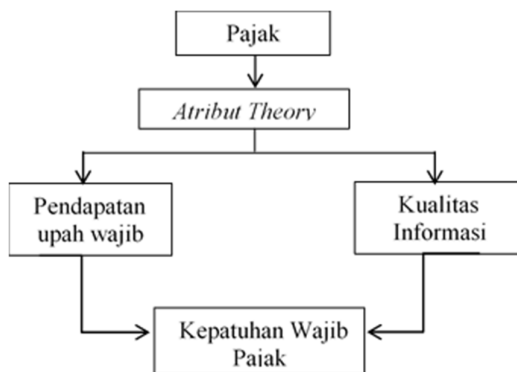 Pajak
Atribut Theory
Pendapatan
upah wajib
Kualitas
Informasi
Kepatuhan Wajib
Pajak